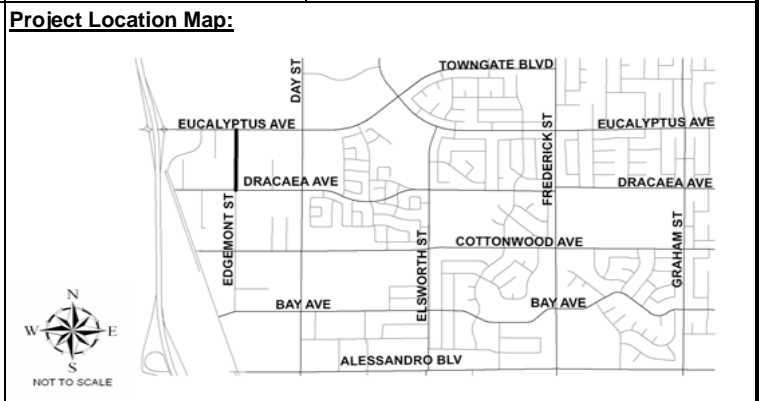 Project Location Map:
TOWNGATE BLVD
DAY ST
EUCALYPTUS AVE
EUCALYPTUS AVE
FREDERICK ST
DRACAEA AVE
DRACAEA AVE
EDGEMONT ST
ELSWORTH ST
COTTONWOOD AVE
GRAHAM ST
BAY AVE
BAY AVE
ALESSANDRO BLV
N
W
E
S
NOT TO SCALE